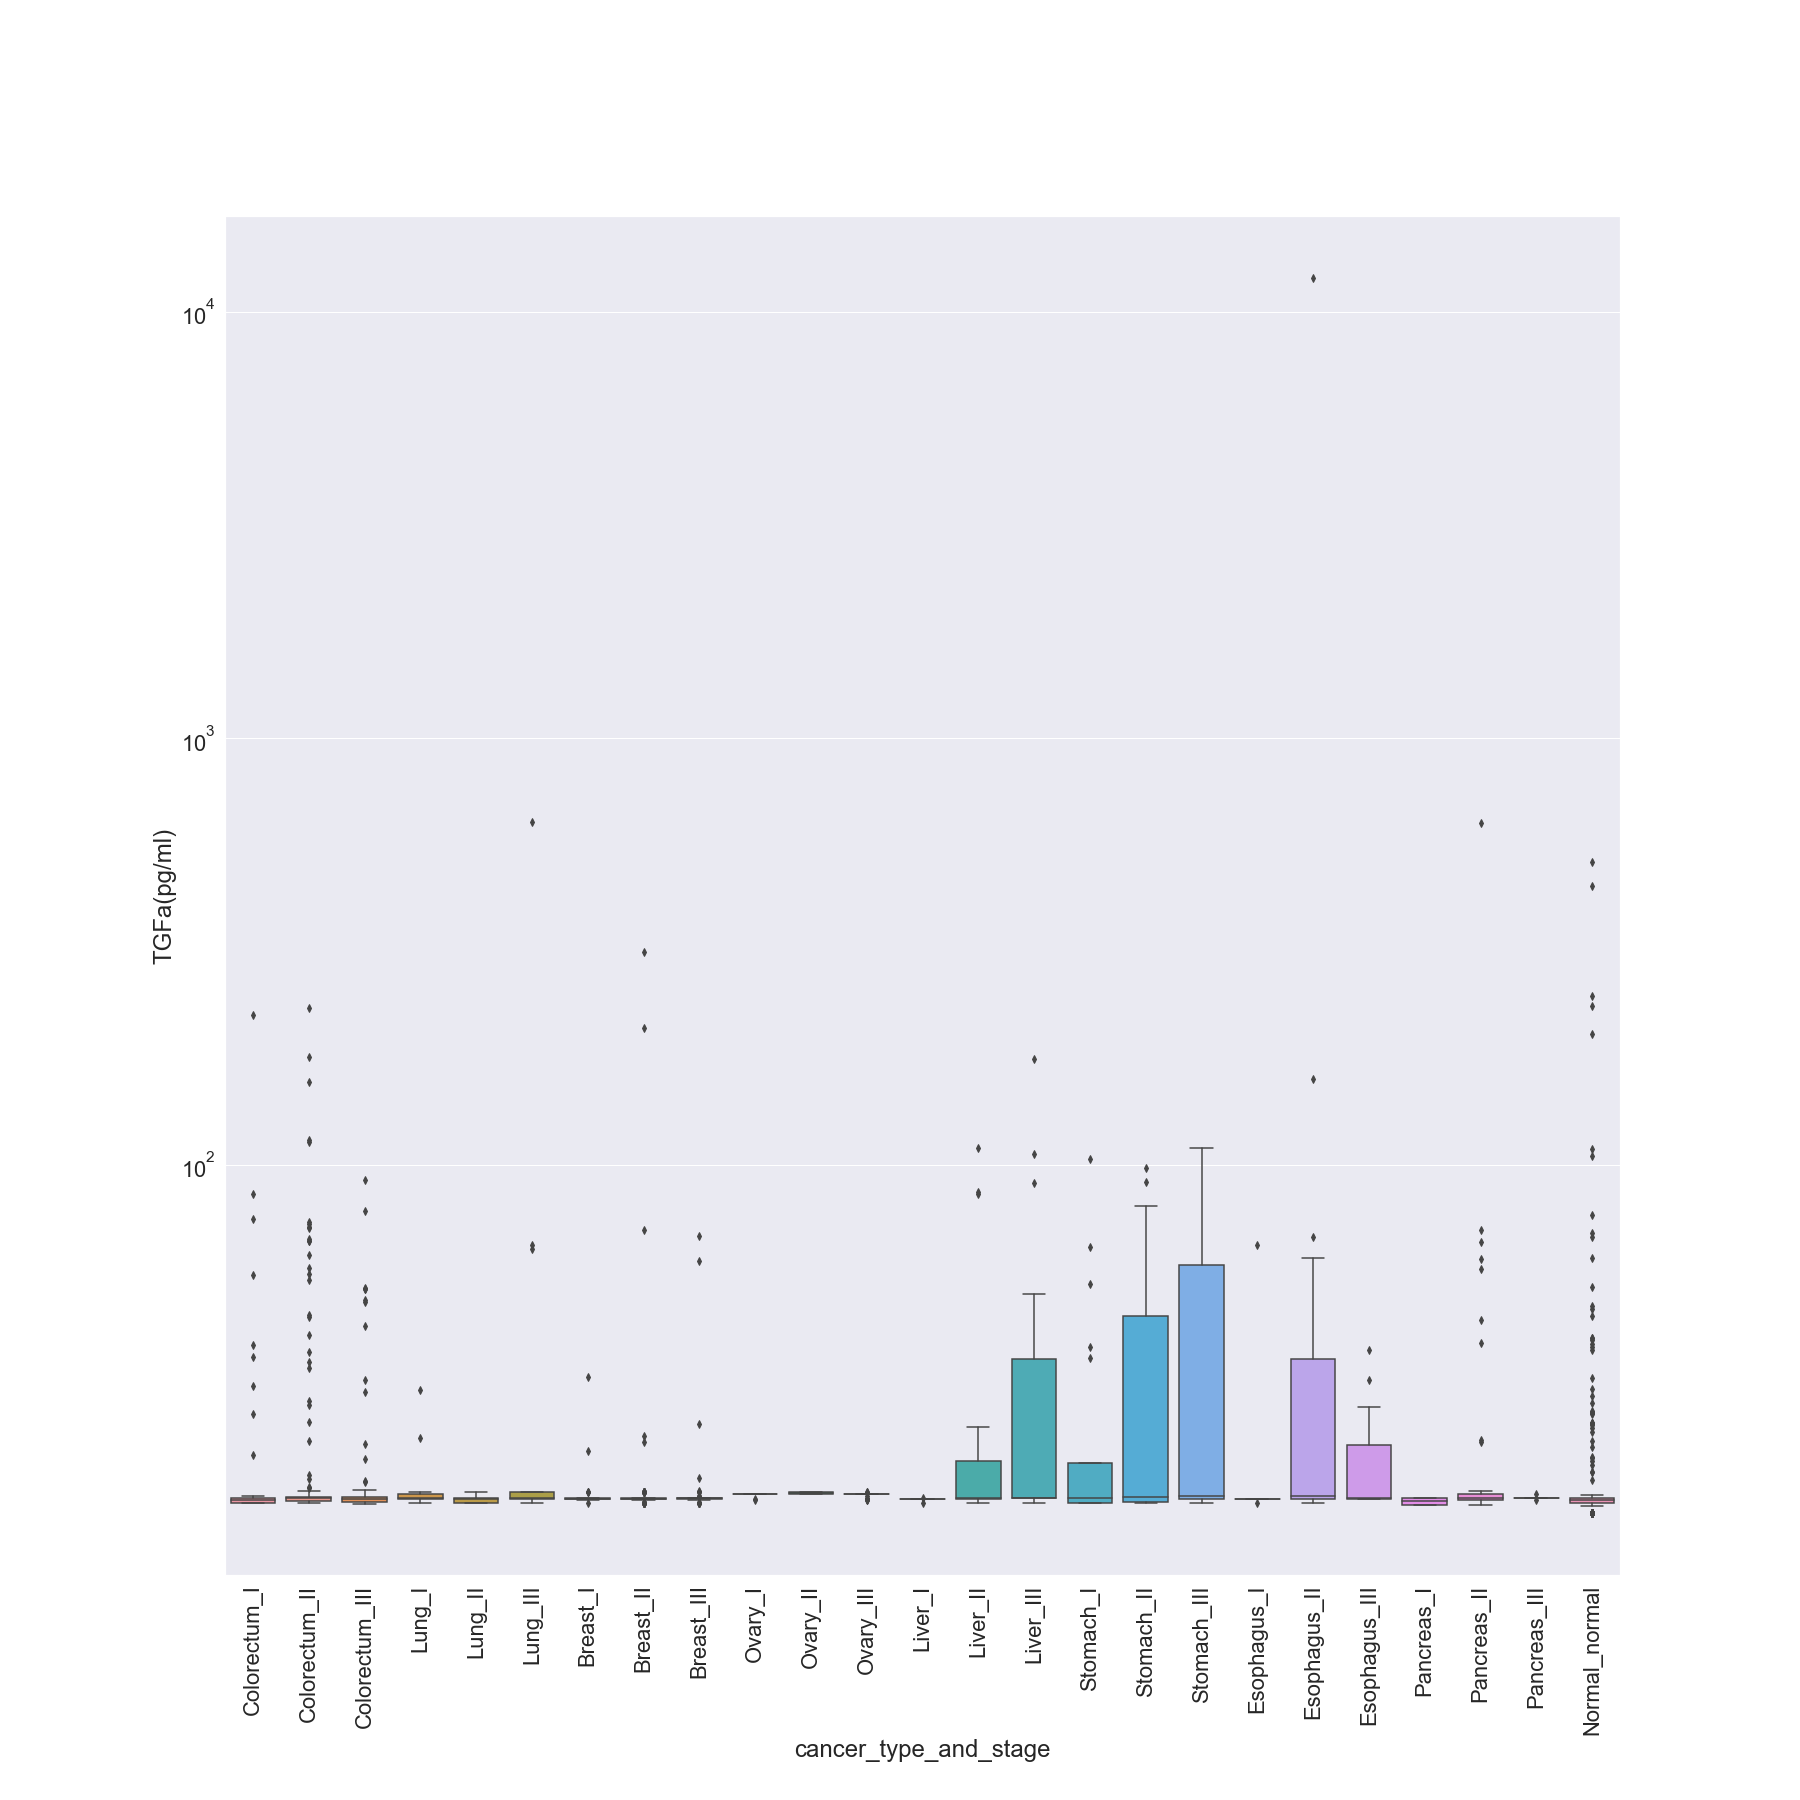 10^4
10^3
10^2
TGFa(pg/ml)
Colorectum_I
Colorectum_II
Colorectum_III
Lung_I
Lung_II
Lung_III
Breast_I
Breast_II
Breast_III
Ovary_I
Ovary_II
Ovary_III
Liver_I
Liver_II
Liver_III
Stomach_I
Stomach_II
Stomach_III
Esophagus_I
Esophagus_II
Esophagus_III
Pancreas_I
Pancreas_II
Pancreas_III
Normal_normal
cancer_type_and_stage